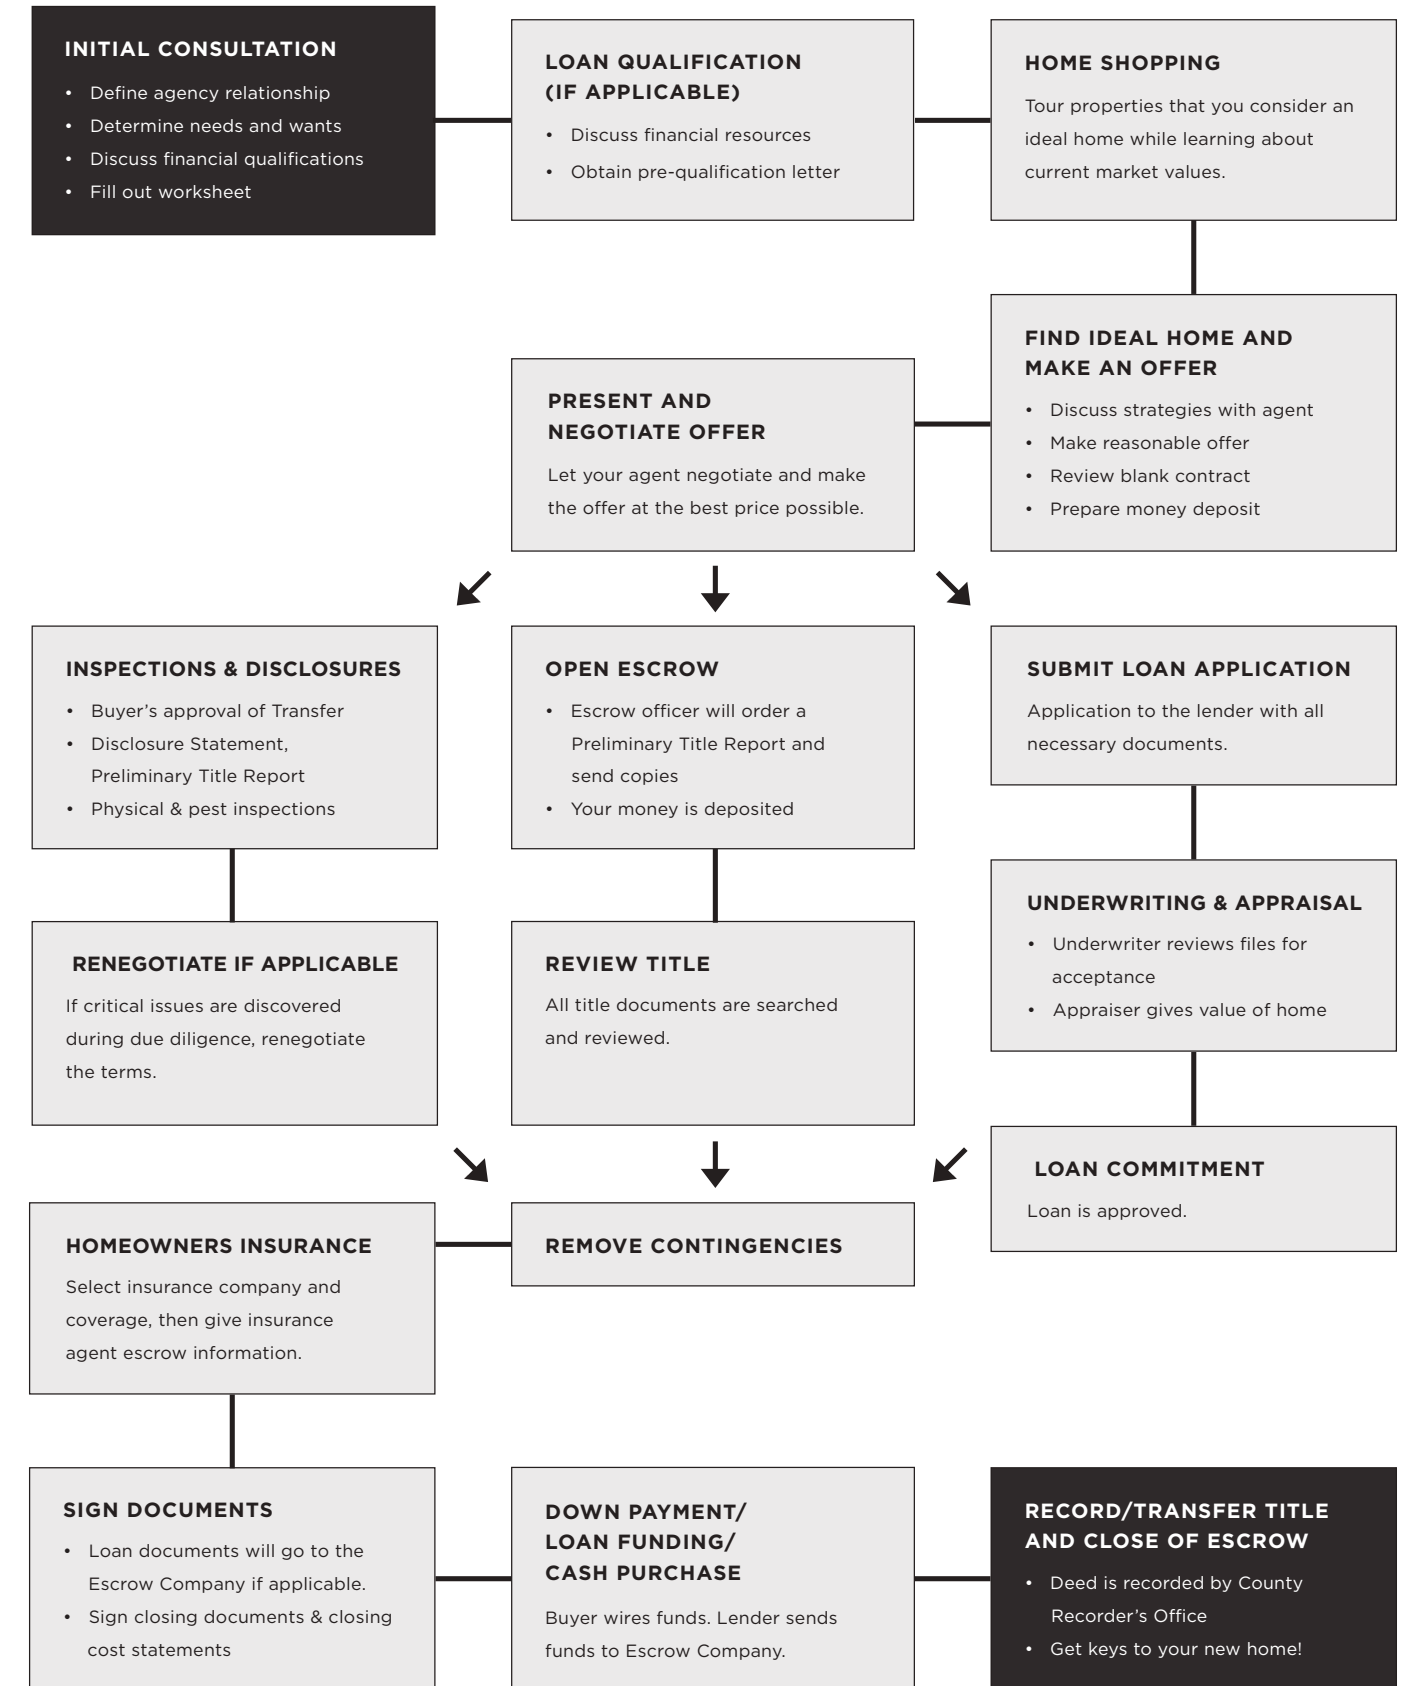 INITIAL CONSULTATION
• Define agency relationship
• Determine needs and wants
• Discuss financial qualifications
• Fill out worksheet
LOAN QUALIFICATION
(IF APPLICABLE)
• Discuss financial resources
• Obtain pre-qualification letter
HOME SHOPPING
Tour properties that you consider an
ideal home while learning about
current market values.
FIND IDEAL HOME AND
MAKE AN OFFER
• Discuss strategies with agent
• Make reasonable offer
• Review blank contract
• Prepare money deposit
PRESENT AND
NEGOTIATE OFFER
Let your agent negotiate and make
the offer at the best price possible.
INSPECTIONS & DISCLOSURES
• Buyer’s approval of Transfer
• Disclosure Statement,
Preliminary Title Report
• Physical & pest inspections
OPEN ESCROW
• Escrow officer will order a
Preliminary Title Report and
send copies
• Your money is deposited
SUBMIT LOAN APPLICATION
Application to the lender with all
necessary documents.
RENEGOTIATE IF APPLICABLE
If critical issues are discovered
during due diligence, renegotiate
the terms.
REVIEW TITLE
All title documents are searched
and reviewed.
UNDERWRITING & APPRAISAL
• Underwriter reviews files for
acceptance
• Appraiser gives value of home
LOAN COMMITMENT
Loan is approved.
REMOVE CONTINGENCIES
HOMEOWNERS INSURANCE
Select insurance company and
coverage, then give insurance
agent escrow information.
SIGN DOCUMENTS
• Loan documents will go to the
Escrow Company if applicable.
• Sign closing documents & closing
cost statements
DOWN PAYMENT/
LOAN FUNDING/
CASH PURCHASE
Buyer wires funds. Lender sends
funds to Escrow Company.
RECORD/TRANSFER TITLE
AND CLOSE OF ESCROW
• Deed is recorded by County
Recorder’s Office
• Get keys to your new home!